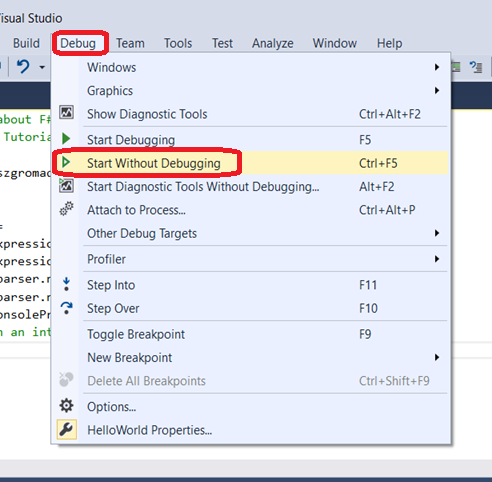 Visual Studio
Build Debug Team Tools Test Analyze Window Help
Windows
Graphics
Show Diagnostic Tools Ctrl+Alt+F2
about F#
Start Debugging F5
Tutoria
Start Without Debugging Ctrl+F5
szgromad
Start Diagnostic Tools Without Debugging... Alt+F2
Attach to Process... Ctrl+Alt+P
=
Other Debug Targets
xpression
xpression
Profiler
parser.n
Step Into F11
parser.n
onsolePr
Step Over F10
n an int
Toggle Breakpoint F9
New Breakpoint
Delete All Breakpoints Ctrl+Shift+F9
Options...
HelloWorld Properties...